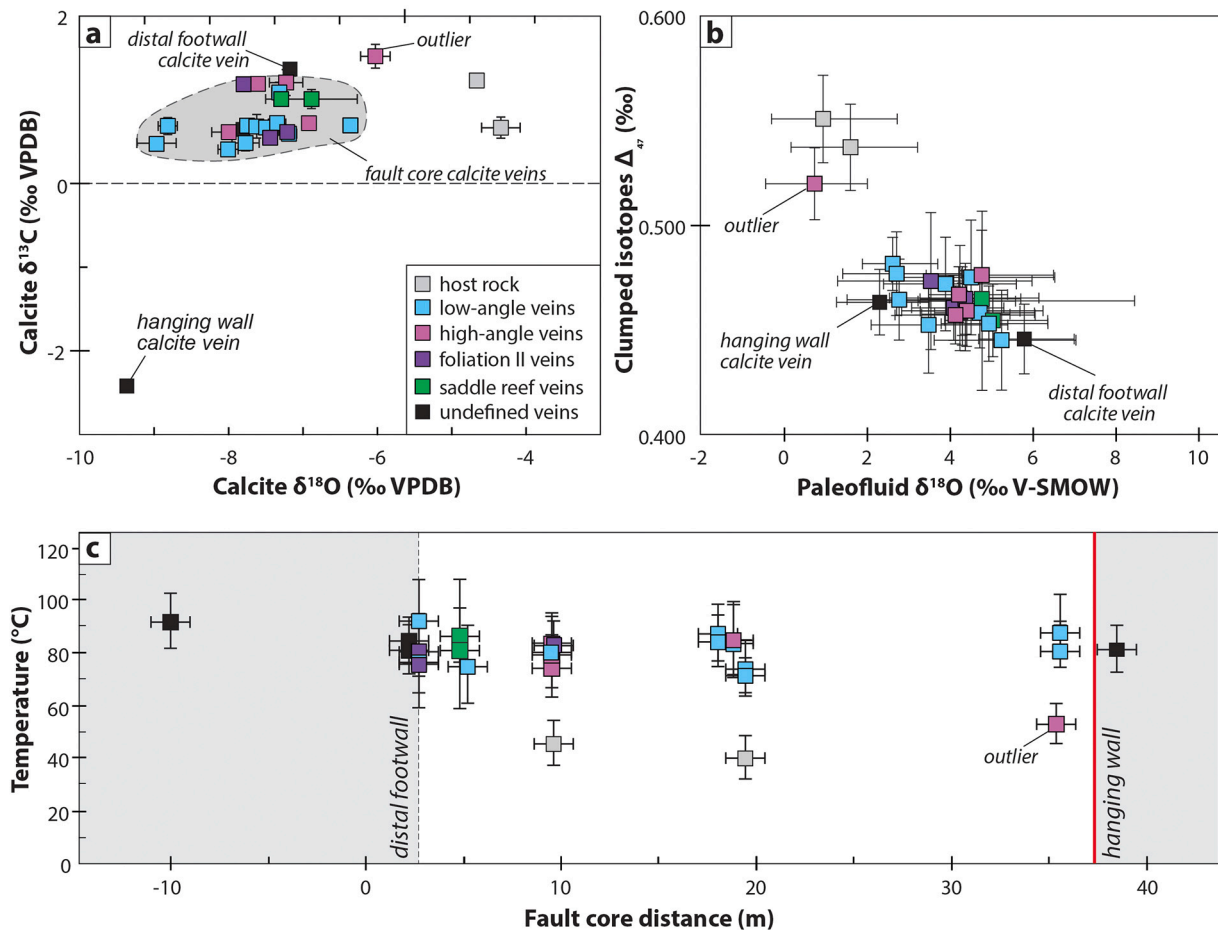 a
2
0
-2
Calcite δ¹³C (‰ VPDB)
distal footwall
calcite vein
outlier
fault core calcite veins
hanging wall
calcite vein
host rock
low-angle veins
high-angle veins
foliation II veins
saddle reef veins
undefined veins
-10
-8
-6
-4
Calcite δ¹⁸O (‰ VPDB)
b
0.600
0.500
0.400
Clumped isotopes Δ₄₇ (‰)
outlier
hanging wall
calcite vein
distal footwall
calcite vein
-2
0
2
4
6
8
10
Paleofluid δ¹⁸O (‰ V-SMOW)
c
120
100
80
60
40
20
0
Temperature (°C)
distal footwall
outlier
hanging wall
-10
0
10
20
30
40
Fault core distance (m)